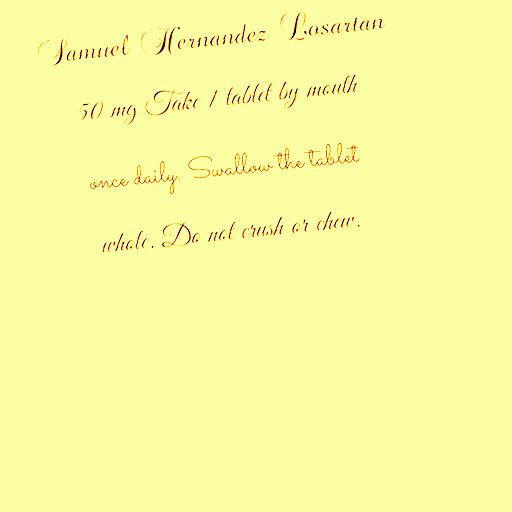 Samuel Hernandez Losartan
50 mg Take 1 tablet by mouth
once daily. Swallow the tablet
whole. Do not crush or chew.